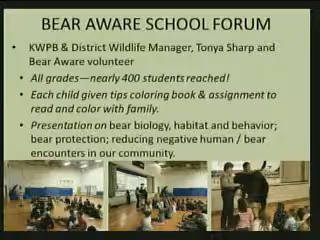 BEAR AWARE SCHOOL FORUM
• KWPB & District Wildlife Manager, Tonya Sharp and
Bear Aware volunteer
• All grades—nearly 400 students reached!
• Each child given tips coloring book & assignment to
read and color with family.
• Presentation on bear biology, habitat and behavior;
bear protection; reducing negative human / bear
encounters in our community.